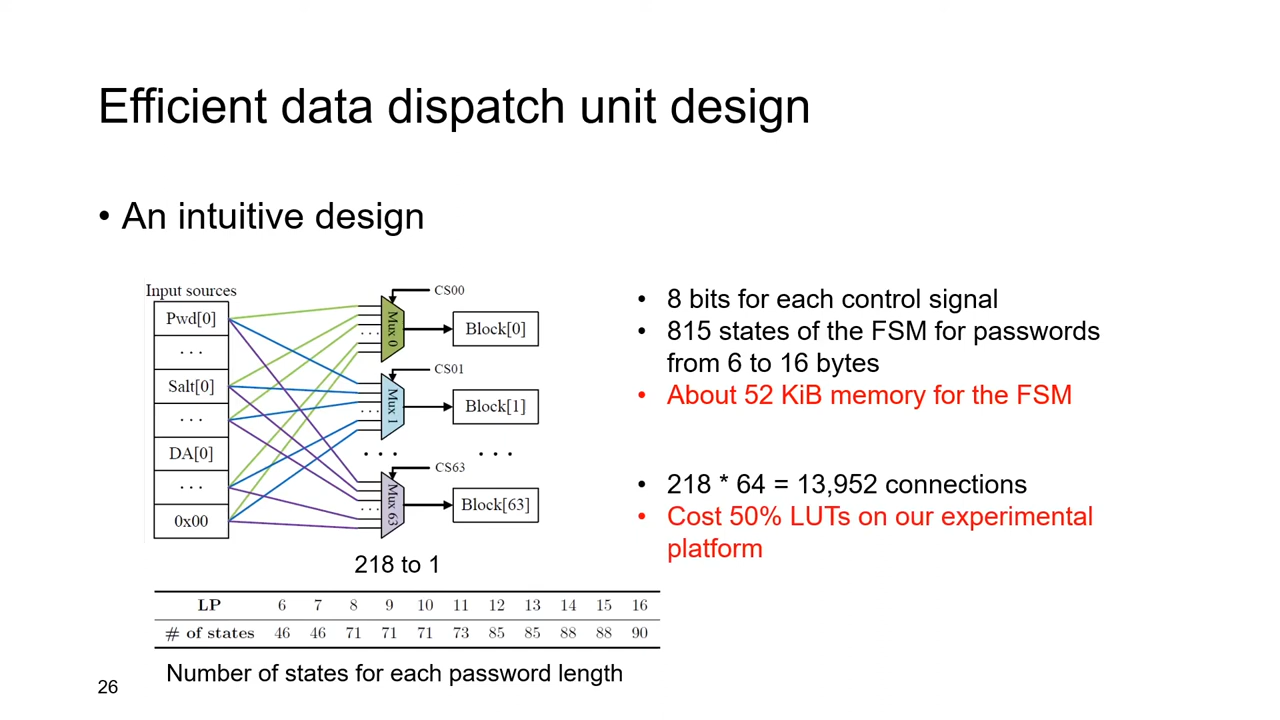 Efficient data dispatch unit design
• An intuitive design
Input sources
Pwd[0]
· · ·
Salt[0]
· · ·
DA[0]
· · ·
0x00
CS00
Mux 0
· · ·
Block[0]
CS01
Mux 1
· · ·
Block[1]
· · · · · ·
CS63
Mux 63
· · ·
Block[63]
218 to 1
• 8 bits for each control signal
• 815 states of the FSM for passwords
from 6 to 16 bytes
• About 52 KiB memory for the FSM
• 218 * 64 = 13,952 connections
• Cost 50% LUTs on our experimental
platform
LP 6 7 8 9 10 11 12 13 14 15 16
# of states 46 46 71 71 71 73 85 85 88 88 90
Number of states for each password length
26